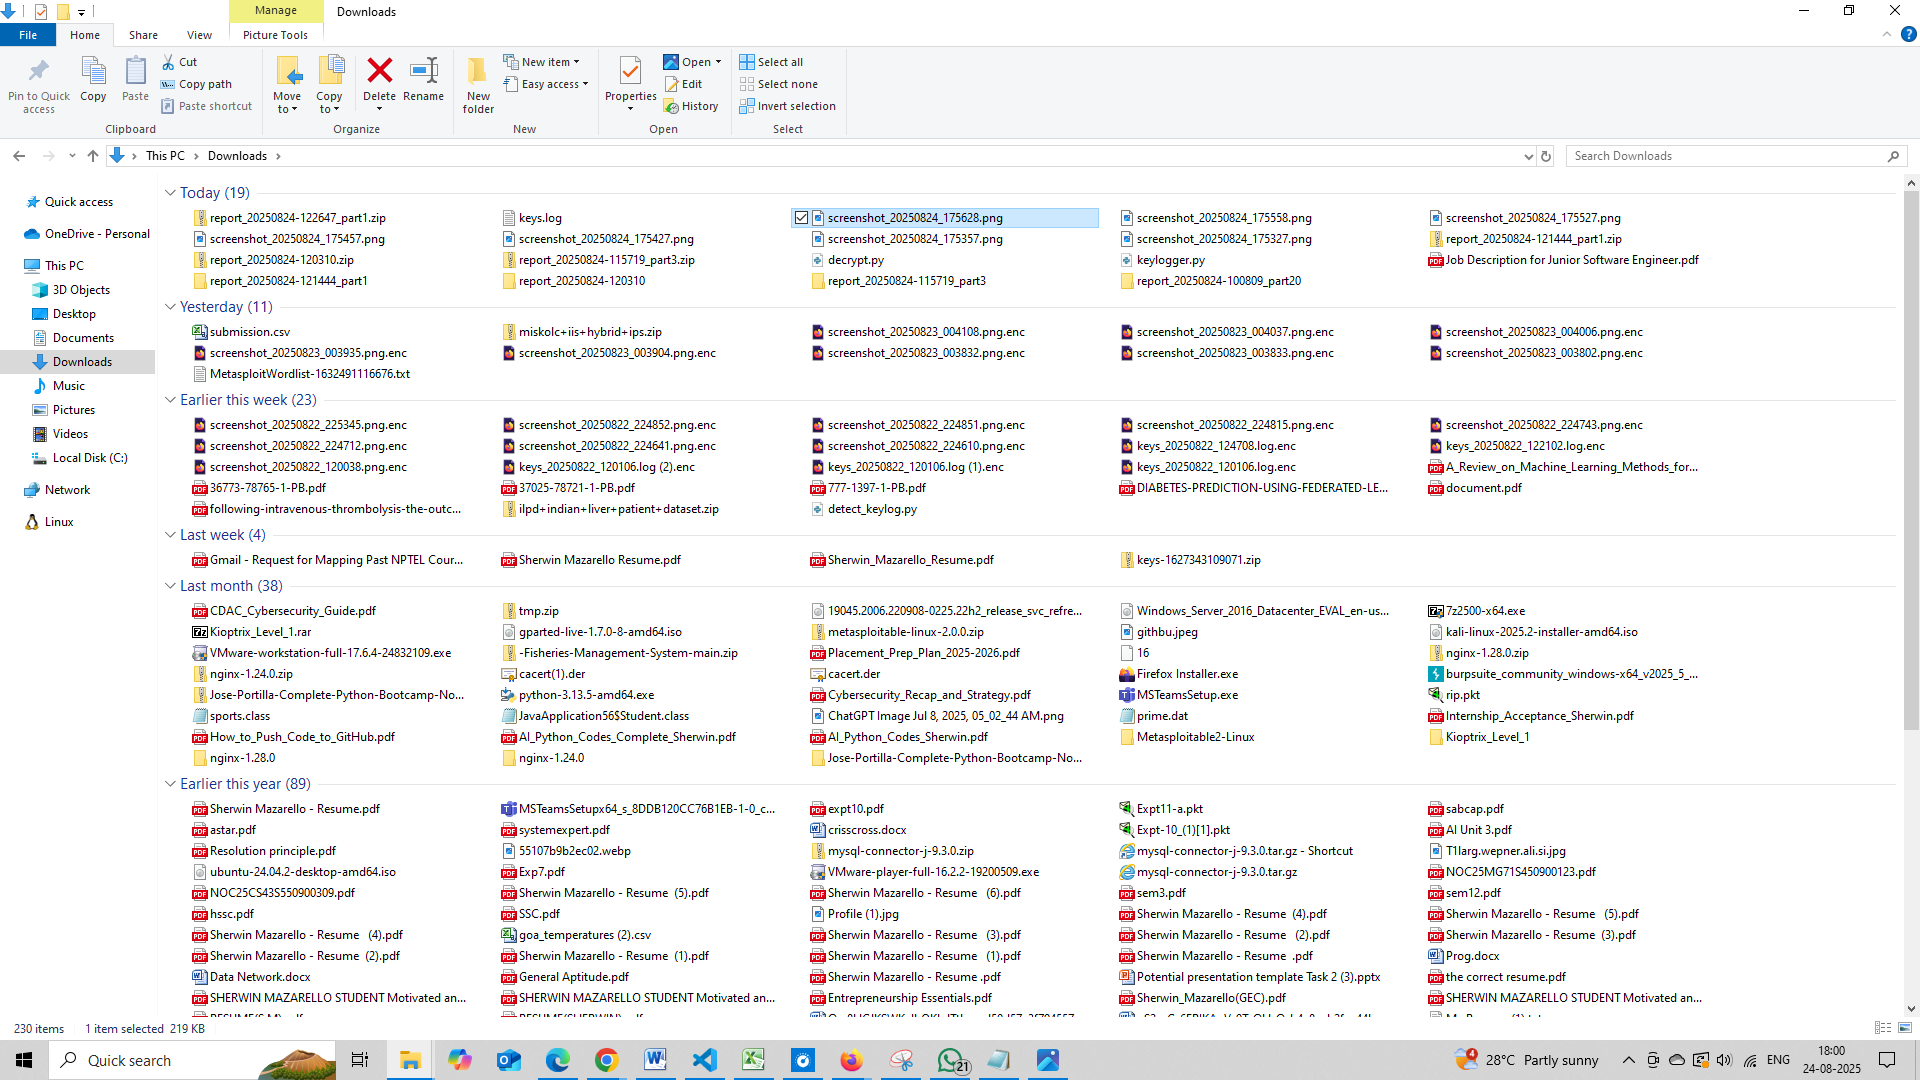 Manage
Downloads
File
Home
Share
View
Picture Tools
Pin to Quick access
Copy
Paste
Cut
Copy path
Paste shortcut
Clipboard
Move to
Copy to
Delete
Rename
Organize
New folder
New item
Easy access
New
Properties
Open
Edit
History
Open
Select all
Select none
Invert selection
Select
This PC
Downloads
Search Downloads
Quick access
OneDrive - Personal
This PC
3D Objects
Desktop
Documents
Downloads
Music
Pictures
Videos
Local Disk (C:)
Network
Linux
Today (19)
report_20250824-122647_part1.zip keys.log screenshot_20250824_175628.png screenshot_20250824_175558.png screenshot_20250824_175527.png
screenshot_20250824_175457.png screenshot_20250824_175427.png screenshot_20250824_175357.png screenshot_20250824_175327.png report_20250824-121444_part1.zip
report_20250824-120310.zip report_20250824-115719_part3.zip decrypt.py keylogger.py Job Description for Junior Software Engineer.pdf
report_20250824-121444_part1 report_20250824-120310 report_20250824-115719_part3 report_20250824-100809_part20
Yesterday (11)
submission.csv miskolc+iis+hybrid+ips.zip screenshot_20250823_004108.png.enc screenshot_20250823_004037.png.enc screenshot_20250823_004006.png.enc
screenshot_20250823_003935.png.enc screenshot_20250823_003904.png.enc screenshot_20250823_003832.png.enc screenshot_20250823_003833.png.enc screenshot_20250823_003802.png.enc
MetasploitWordlist-1632491116676.txt
Earlier this week (23)
screenshot_20250822_225345.png.enc screenshot_20250822_224852.png.enc screenshot_20250822_224851.png.enc screenshot_20250822_224815.png.enc screenshot_20250822_224743.png.enc
screenshot_20250822_224712.png.enc screenshot_20250822_224641.png.enc screenshot_20250822_224610.png.enc keys_20250822_124708.log.enc keys_20250822_122102.log.enc
screenshot_20250822_120038.png.enc keys_20250822_120106.log (2).enc keys_20250822_120106.log (1).enc keys_20250822_120106.log.enc A_Review_on_Machine_Learning_Methods_for...
36773-78765-1-PB.pdf 37025-78721-1-PB.pdf 777-1397-1-PB.pdf DIABETES-PREDICTION-USING-FEDERATED-LE... document.pdf
following-intravenous-thrombolysis-the-outc... ilpd+indian+liver+patient+dataset.zip detect_keylog.py
Last week (4)
Gmail - Request for Mapping Past NPTEL Cour... Sherwin Mazarello Resume.pdf Sherwin_Mazarello_Resume.pdf keys-1627343109071.zip
Last month (38)
CDAC_Cybersecurity_Guide.pdf tmp.zip 19045.2006.220908-0225.22h2_release_svc_refre... Windows_Server_2016_Datacenter_EVAL_en-us... 7z2500-x64.exe
Kioptrix_Level_1.rar gparted-live-1.7.0-8-amd64.iso metasploitable-linux-2.0.0.zip githbu.jpeg kali-linux-2025.2-installer-amd64.iso
VMware-workstation-full-17.6.4-24832109.exe -Fisheries-Management-System-main.zip Placement_Prep_Plan_2025-2026.pdf 16 nginx-1.28.0.zip
nginx-1.24.0.zip cacert(1).der cacert.der Firefox Installer.exe burpsuite_community_windows-x64_v2025_5_...
Jose-Portilla-Complete-Python-Bootcamp-No... python-3.13.5-amd64.exe Cybersecurity_Recap_and_Strategy.pdf MSTeamsSetup.exe rip.pkt
sports.class JavaApplication56$Student.class ChatGPT Image Jul 8, 2025, 05_02_44 AM.png prime.dat Internship_Acceptance_Sherwin.pdf
How_to_Push_Code_to_GitHub.pdf AI_Python_Codes_Complete_Sherwin.pdf AI_Python_Codes_Sherwin.pdf Metasploitable2-Linux Kioptrix_Level_1
nginx-1.28.0 nginx-1.24.0 Jose-Portilla-Complete-Python-Bootcamp-No...
Earlier this year (89)
Sherwin Mazarello - Resume.pdf MSTeamsSetupx64_s_8DDB120CC76B1EB-1-0_c... expt10.pdf Expt11-a.pkt sabcap.pdf
astar.pdf systemexpert.pdf crisscross.docx Expt-10_(1)[1].pkt AI Unit 3.pdf
Resolution principle.pdf 55107b9b2ec02.webp mysql-connector-j-9.3.0.zip mysql-connector-j-9.3.0.tar.gz - Shortcut T1larg.wepner.ali.si.jpg
ubuntu-24.04.2-desktop-amd64.iso Exp7.pdf VMware-player-full-16.2.2-19200509.exe mysql-connector-j-9.3.0.tar.gz NOC25MG71S450900123.pdf
NOC25CS43S550900309.pdf Sherwin Mazarello - Resume (5).pdf Sherwin Mazarello - Resume (6).pdf sem3.pdf sem12.pdf
hssc.pdf SSC.pdf Profile (1).jpg Sherwin Mazarello - Resume (4).pdf Sherwin Mazarello - Resume (5).pdf
Sherwin Mazarello - Resume (4).pdf goa_temperatures (2).csv Sherwin Mazarello - Resume (3).pdf Sherwin Mazarello - Resume (2).pdf Sherwin Mazarello - Resume (3).pdf
Sherwin Mazarello - Resume (2).pdf Sherwin Mazarello - Resume (1).pdf Sherwin Mazarello - Resume (1).pdf Sherwin Mazarello - Resume .pdf Prog.docx
Data Network.docx General Aptitude.pdf Sherwin Mazarello - Resume .pdf Potential presentation template Task 2 (3).pptx the correct resume.pdf
SHERWIN MAZARELLO STUDENT Motivated an... SHERWIN MAZARELLO STUDENT Motivated an... Entrepreneurship Essentials.pdf Sherwin_Mazarello(GEC).pdf SHERWIN MAZARELLO STUDENT Motivated an...
230 items 1 item selected 219 KB
Quick search
21
4
28°C Partly sunny
ENG
18:00
24-08-2025